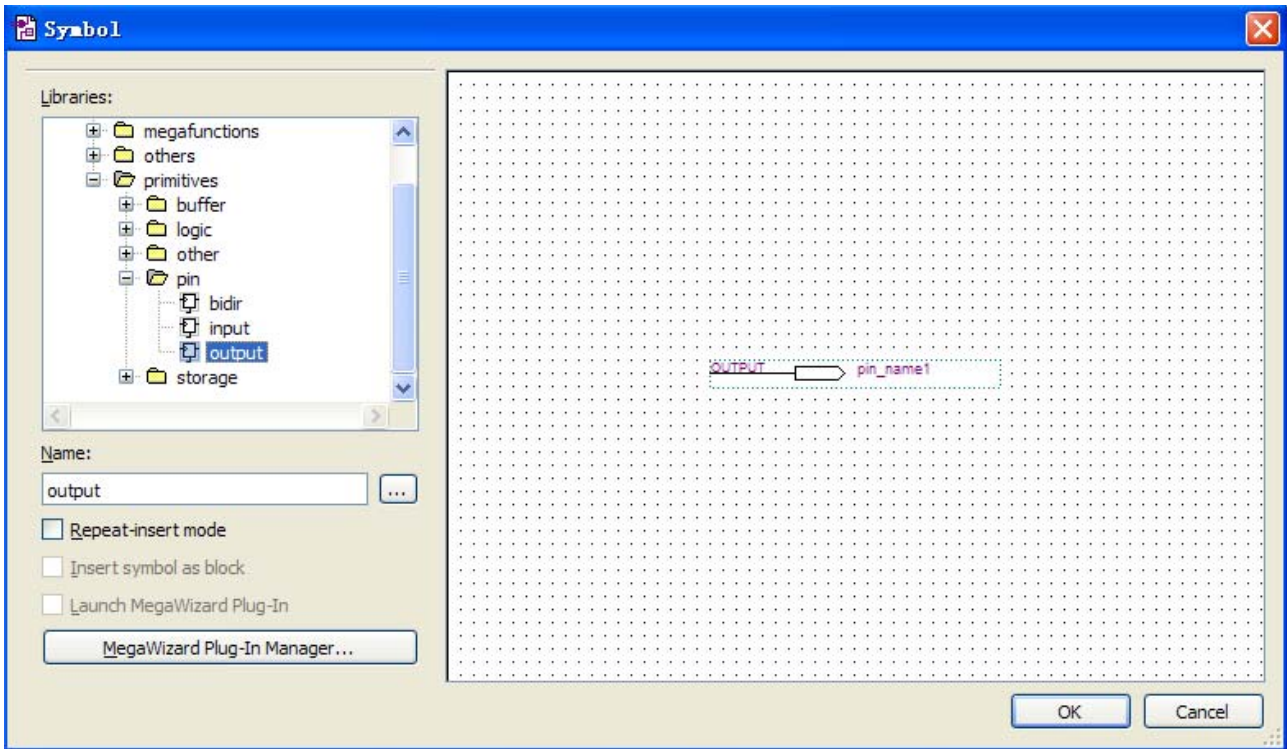 Symbol
Libraries:
megafunctions
others
primitives
buffer
logic
other
pin
bidir
input
output
storage
Name:
output
...
Repeat-insert mode
Insert symbol as block
Launch MegaWizard Plug-In
MegaWizard Plug-In Manager...
OUTPUT
pin_name1
OK
Cancel